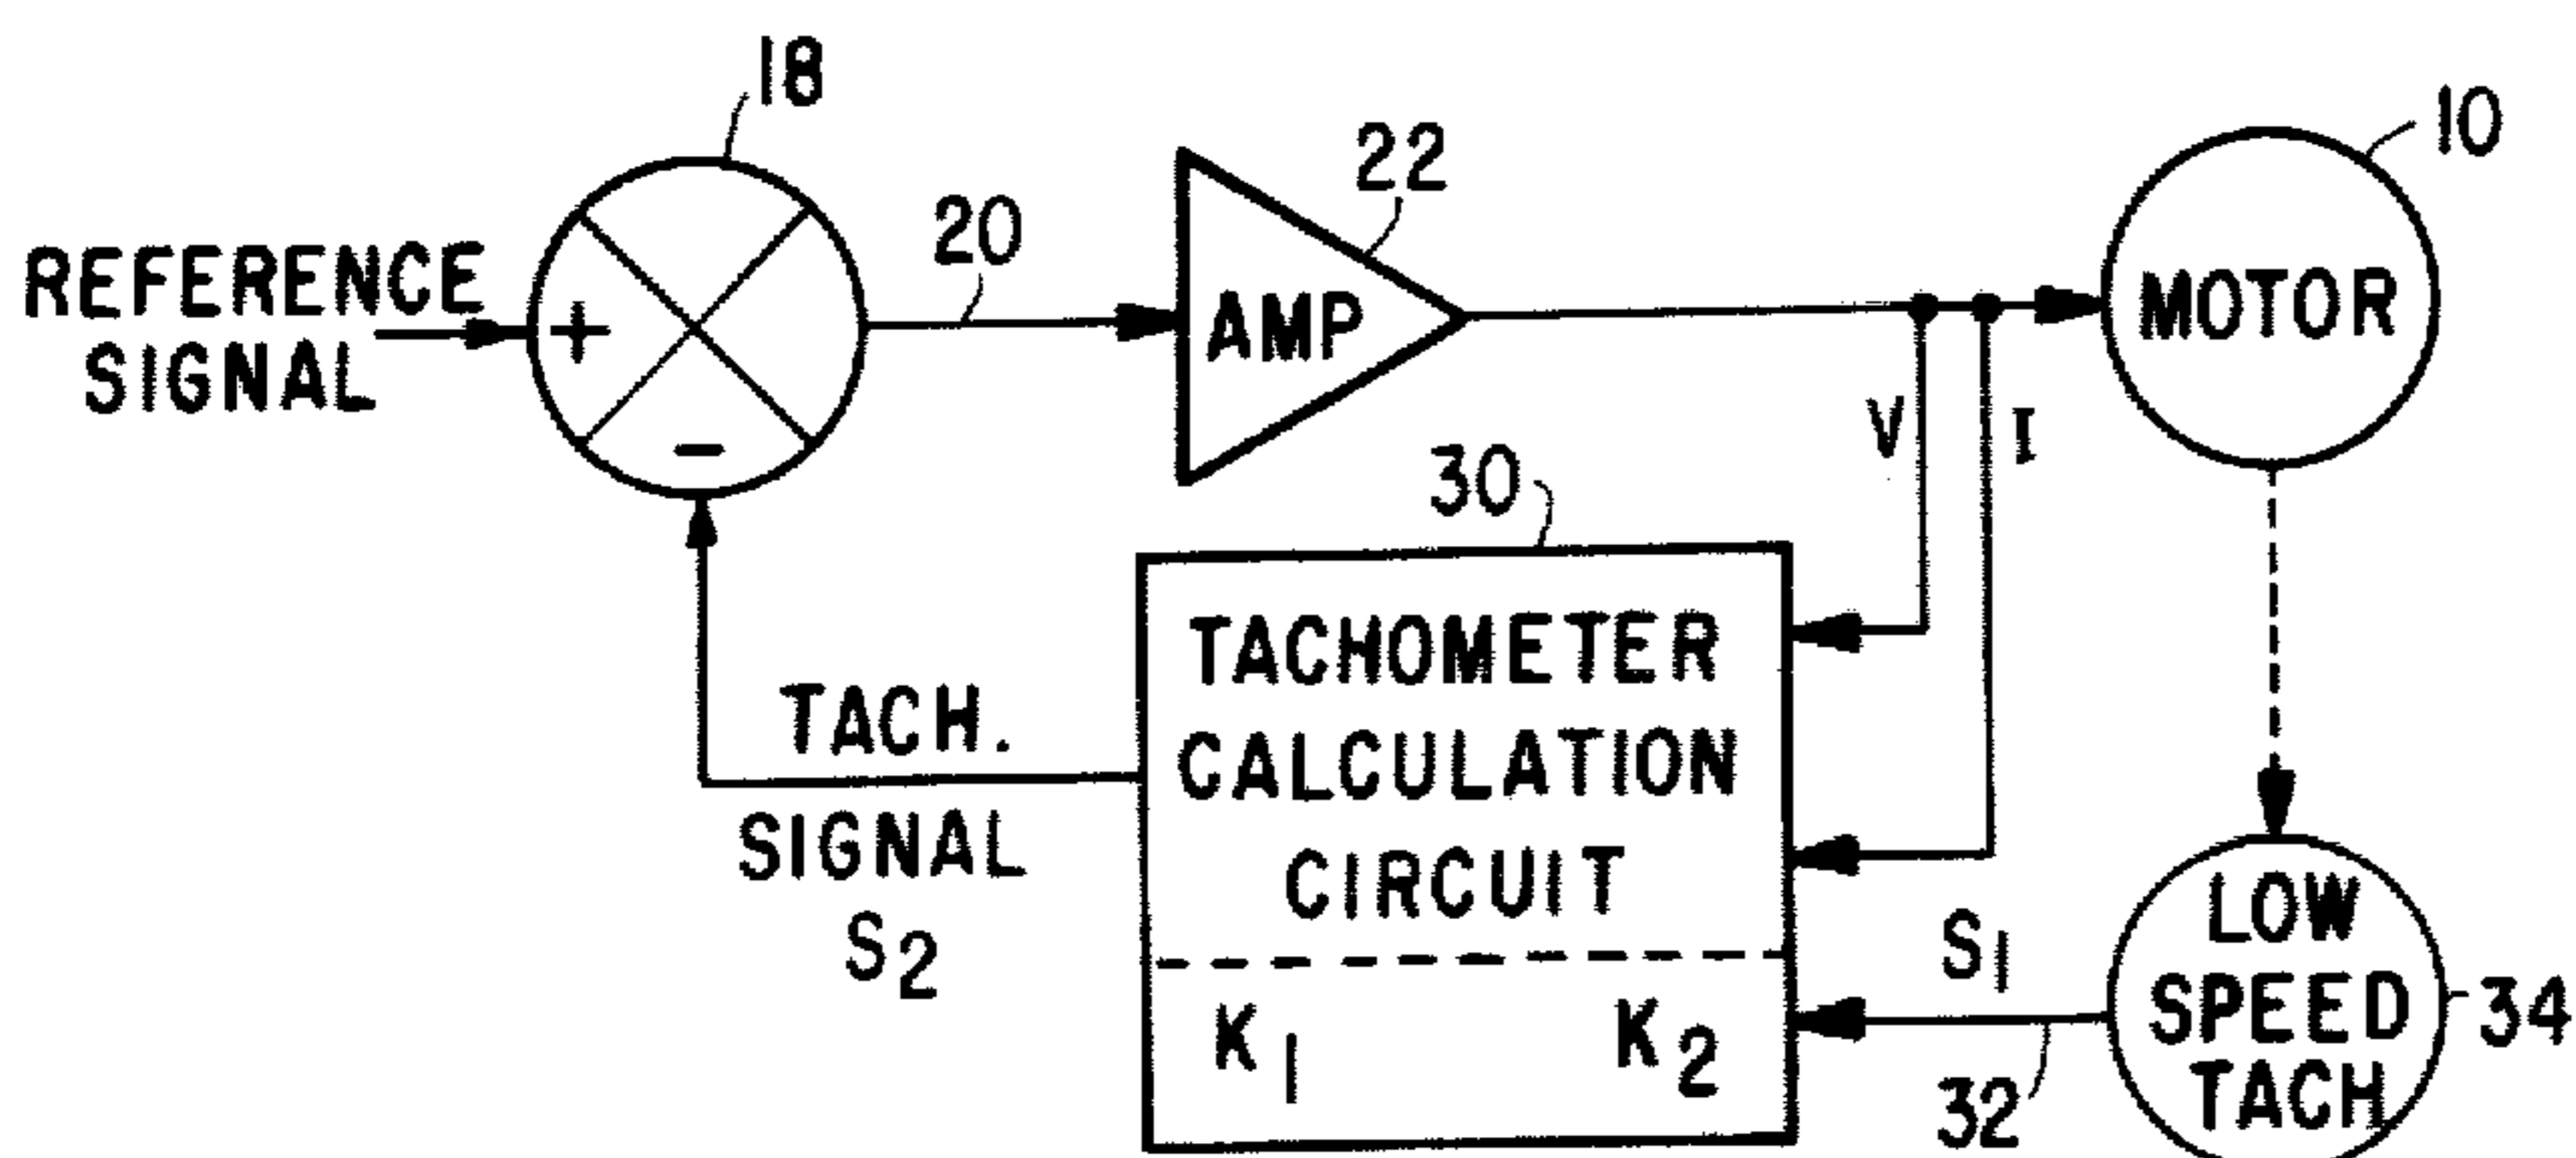 18
REFERENCE
SIGNAL
+
-
20
22
AMP
10
MOTOR
V
I
30
TACHOMETER
CALCULATION
CIRCUIT
K1
K2
TACH.
SIGNAL
S2
S1
32
LOW
SPEED
TACH
34